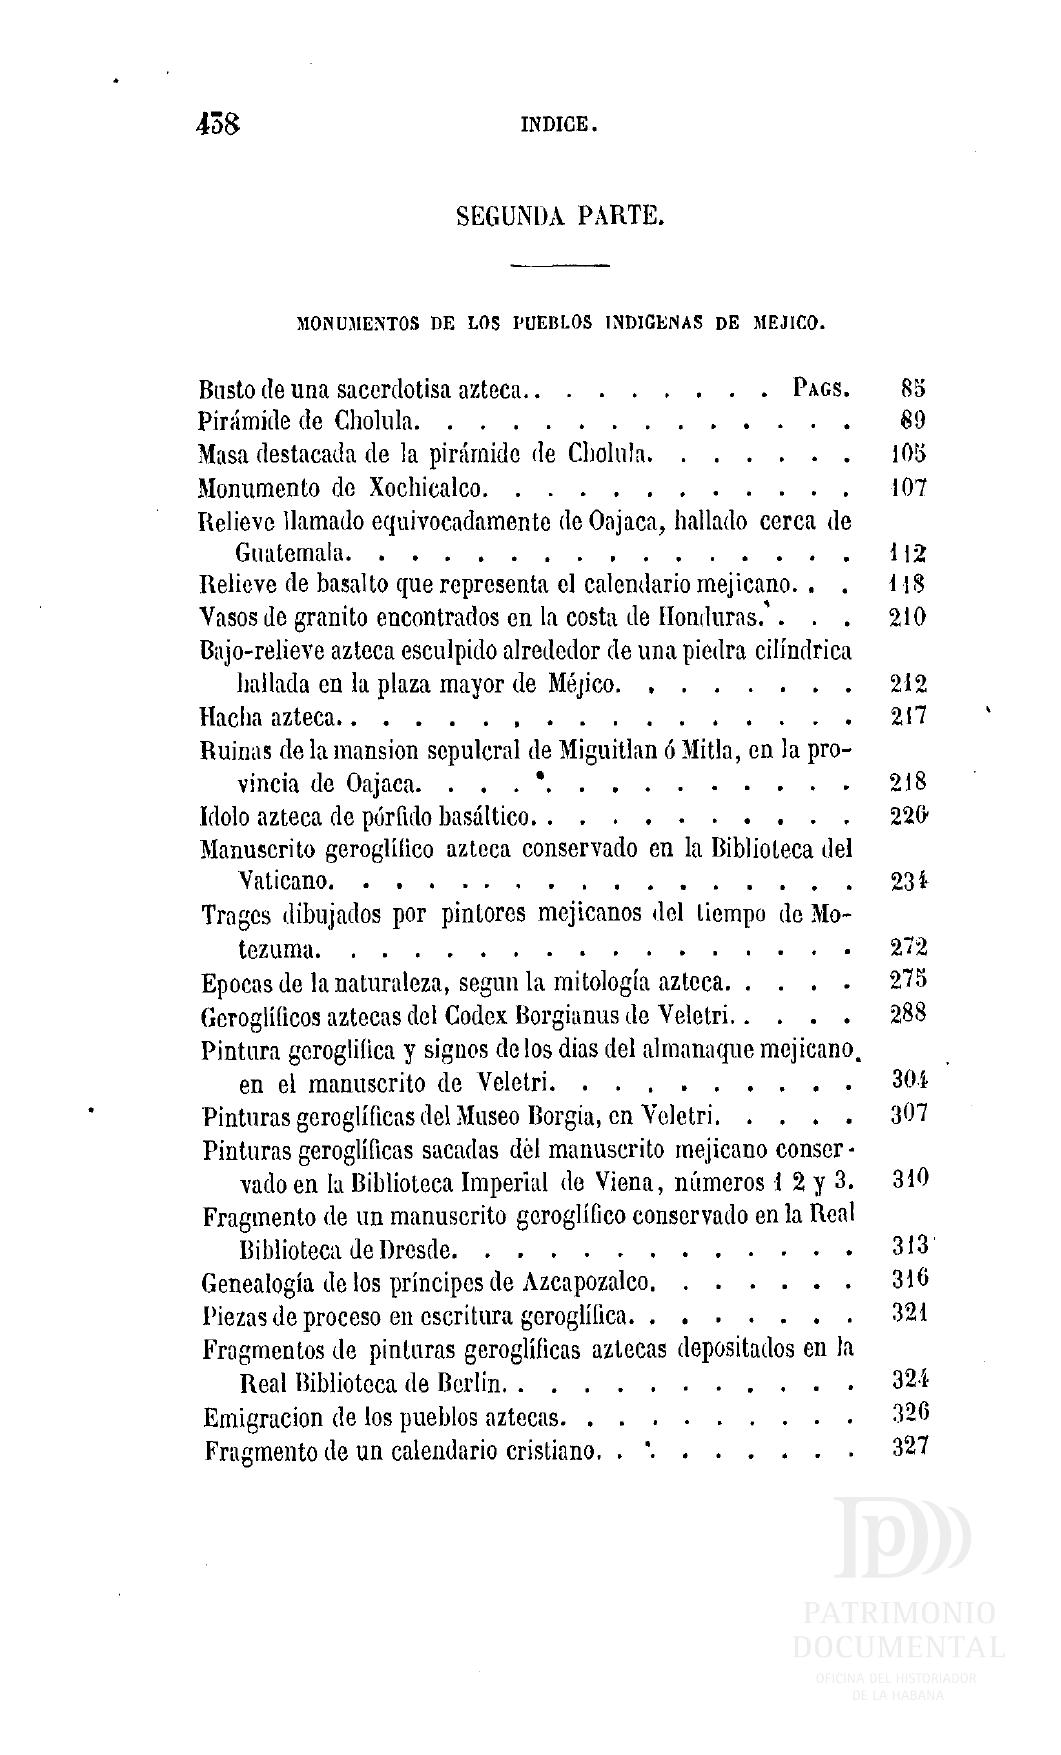 438 INDICE.
SEGUNDA PARTE.
MONUMENTOS DE LOS PUEBLOS INDIGENAS DE MEJICO.
Busto de una sacerdotisa azteca.. . . . . . . . PAGS. 85
Pirámide de Cholula. . . . . . . . . . . . . . 89
Masa destacada de la pirámide de Cholula. . . . . . . 105
Monumento de Xochicalco. . . . . . . . . . . . 107
Relieve llamado equivocadamente de Oajaca, hallado cerca de
Guatemala. . . . . . . . . . . . . . . . 112
Relieve de basalto que representa el calendario mejicano. . . 118
Vasos de granito encontrados en la costa de Honduras. . . . 210
Bajo-relieve azteca esculpido alrededor de una piedra cilíndrica
hallada en la plaza mayor de Méjico. . . . . . . . 212
Hacha azteca.. . . . . . . . . . . . . . . . 217
Ruinas de la mansion sepulcral de Miguitlan ó Mitla, en la pro-
vincia de Oajaca. . . . . . . . . . . . . . 218
Idolo azteca de pórfido basáltico. . . . . . . . . . . 226
Manuscrito geroglífico azteca conservado en la Biblioteca del
Vaticano. . . . . . . . . . . . . . . . . 234
Trages dibujados por pintores mejicanos del tiempo de Mo-
tezuma. . . . . . . . . . . . . . . . . 272
Epocas de la naturaleza, segun la mitología azteca. . . . . 275
Geroglíficos aztecas del Codex Borgianus de Veletri. . . . . 288
Pintura geroglifica y signos de los dias del almanaque mejicano.
en el manuscrito de Veletri. . . . . . . . . . 304
Pinturas geroglíficas del Museo Borgia, en Veletri. . . . . 307
Pinturas geroglíficas sacadas del manuscrito mejicano conser-
vado en la Biblioteca Imperial de Viena, números 1 2 y 3. 310
Fragmento de un manuscrito geroglífico conservado en la Real
Biblioteca de Dresde. . . . . . . . . . . . . 313
Genealogía de los príncipes de Azcapozalco. . . . . . . 316
Piezas de proceso en escritura geroglífica. . . . . . . . 321
Fragmentos de pinturas geroglíficas aztecas depositados en la
Real Biblioteca de Berlin. . . . . . . . . . . . 324
Emigracion de los pueblos aztecas. . . . . . . . . . 326
Fragmento de un calendario cristiano. . . . . . . . . 327
PATRIMONIO
DOCUMENTAL
OFICINA DEL HISTORIADOR
DE LA HABANA